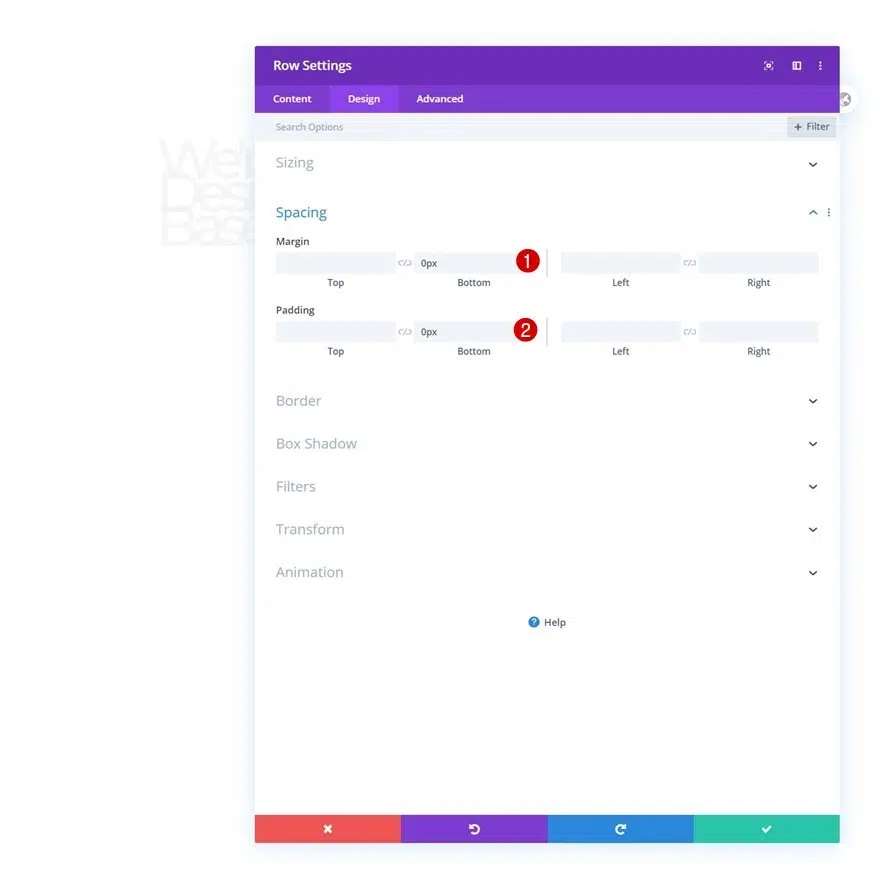 Row Settings
Content Design Advanced
Search Options + Filter
Sizing
Spacing
Margin
0px 1
Top Bottom Left Right
Padding
0px 2
Top Bottom Left Right
Border
Box Shadow
Filters
Transform
Animation
? Help